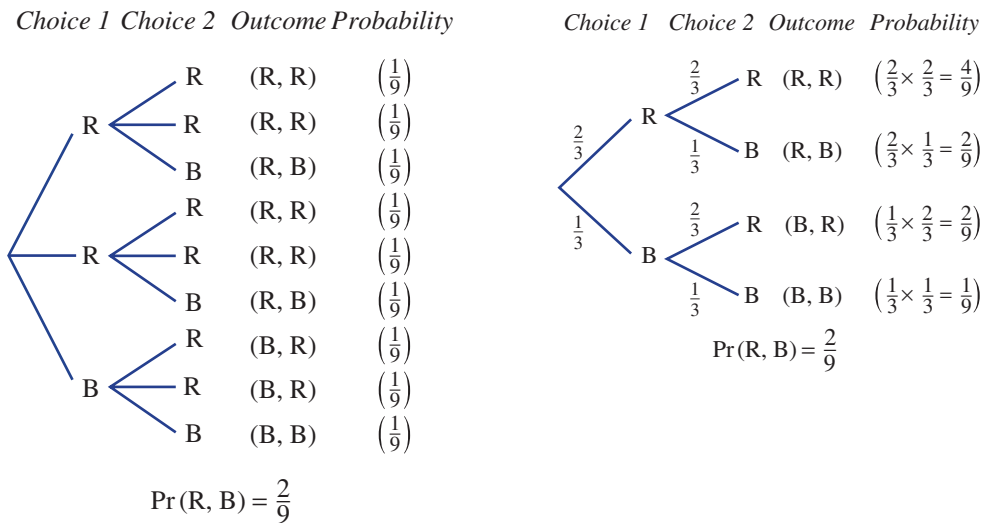 Choice 1 Choice 2 Outcome Probability
R (R, R) (1/9)
R R (R, R) (1/9)
B (R, B) (1/9)
R (R, R) (1/9)
R R (R, R) (1/9)
B (R, B) (1/9)
R (B, R) (1/9)
B R (B, R) (1/9)
B (B, B) (1/9)
Pr (R, B) = 2/9
Choice 1 Choice 2 Outcome Probability
2/3 R (R, R) (2/3 × 2/3 = 4/9)
2/3 R
1/3 B (R, B) (2/3 × 1/3 = 2/9)
2/3 R (B, R) (1/3 × 2/3 = 2/9)
1/3 B
1/3 B (B, B) (1/3 × 1/3 = 1/9)
Pr (R, B) = 2/9